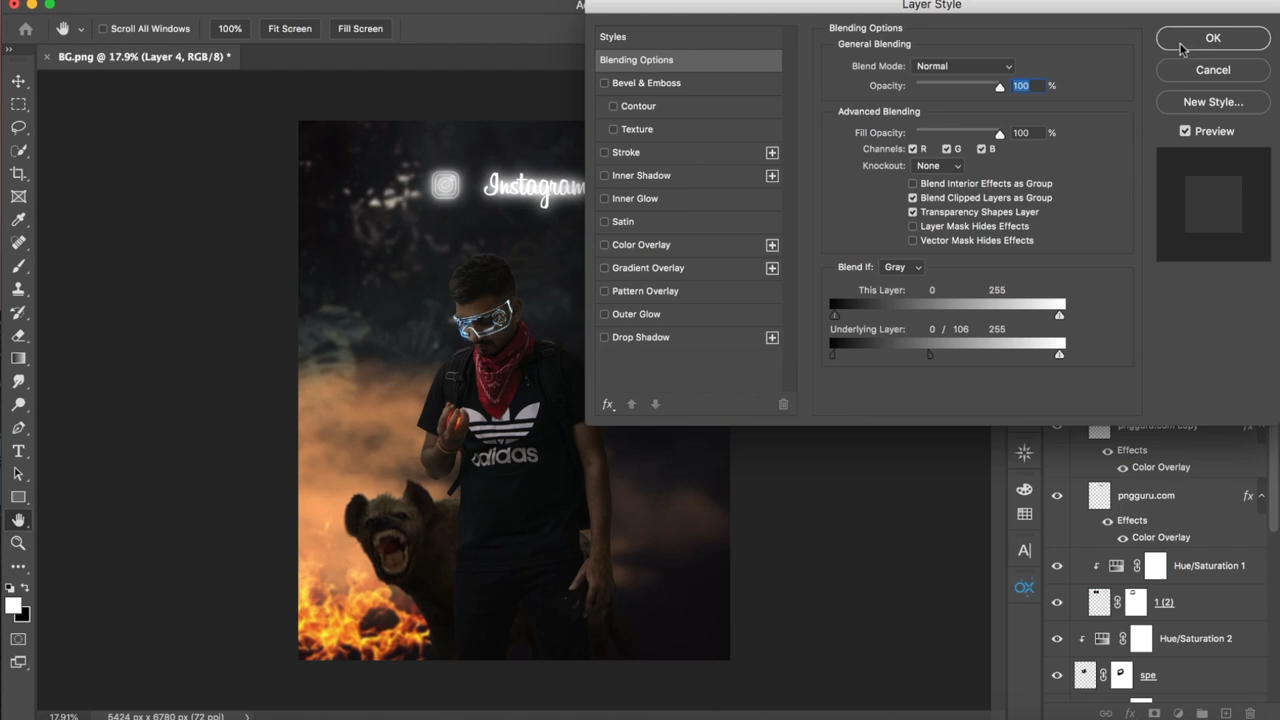 Layer Style
Scroll All Windows
100%
Fit Screen
Fill Screen
× BG.png @ 17.9% (Layer 4, RGB/8) *
Styles
Blending Options
Bevel & Emboss
Contour
Texture
Stroke
Inner Shadow
Inner Glow
Satin
Color Overlay
Gradient Overlay
Pattern Overlay
Outer Glow
Drop Shadow
fx
Blending Options
General Blending
Blend Mode: Normal
Opacity: 100 %
Advanced Blending
Fill Opacity: 100 %
Channels: R G B
Knockout: None
Blend Interior Effects as Group
Blend Clipped Layers as Group
Transparency Shapes Layer
Layer Mask Hides Effects
Vector Mask Hides Effects
Blend If: Gray
This Layer: 0 255
Underlying Layer: 0 / 106 255
OK
Cancel
New Style...
Preview
Instagram
adidas
pngguru.com copy
Effects
Color Overlay
pngguru.com fx
Effects
Color Overlay
Hue/Saturation 1
1 (2)
Hue/Saturation 2
spe
17.91% 5424 px x 6780 px (72 ppi)